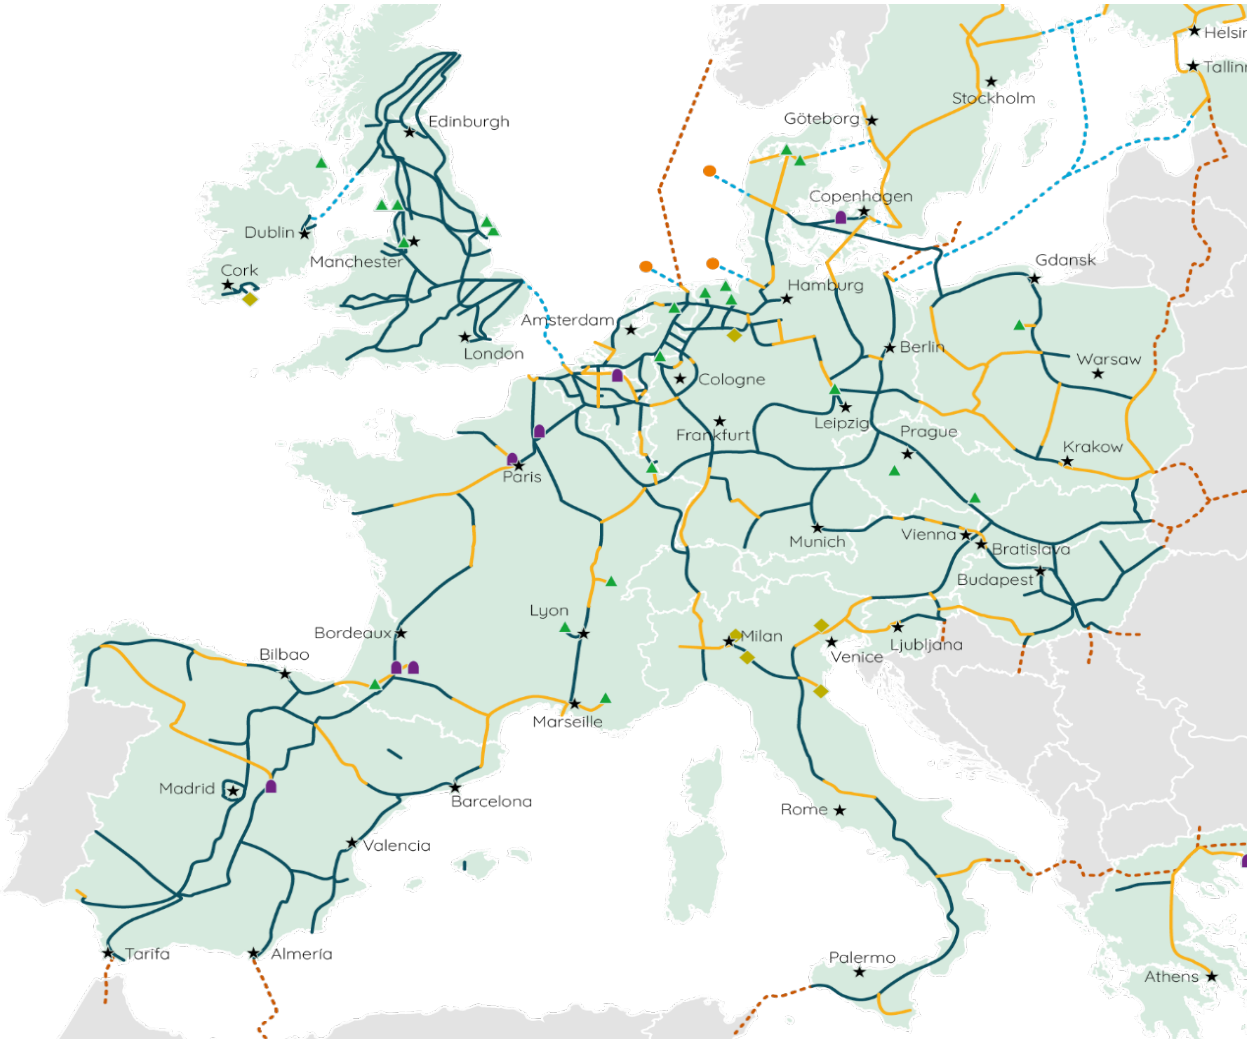 Helsin
Tallinn
Stockholm
Göteborg
Edinburgh
Copenhagen
Dublin
Manchester
Cork
Gdansk
Hamburg
Amsterdam
London
Berlin
Warsaw
Cologne
Leipzig
Frankfurt
Prague
Krakow
Paris
Munich
Vienna
Bratislava
Budapest
Lyon
Bordeaux
Milan
Ljubljana
Venice
Bilbao
Marseille
Madrid
Barcelona
Rome
Valencia
Tarifa
Almería
Palermo
Athens